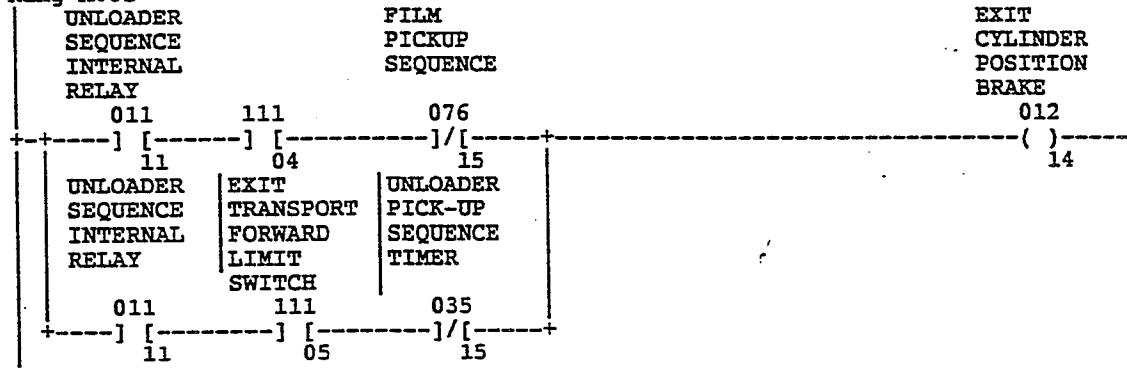 UNLOADER FILM EXIT
SEQUENCE PICKUP CYLINDER
INTERNAL SEQUENCE POSITION
RELAY BRAKE
011 111 076 012
+-+----] [------] [----------]/[-----+------------------------------( )-----
11 04 15 14
UNLOADER |EXIT |UNLOADER
SEQUENCE |TRANSPORT |PICK-UP
INTERNAL |FORWARD |SEQUENCE
RELAY |LIMIT |TIMER
SWITCH |
011 111 035
+----] [--------] [--------]/[-----+
11 05 15